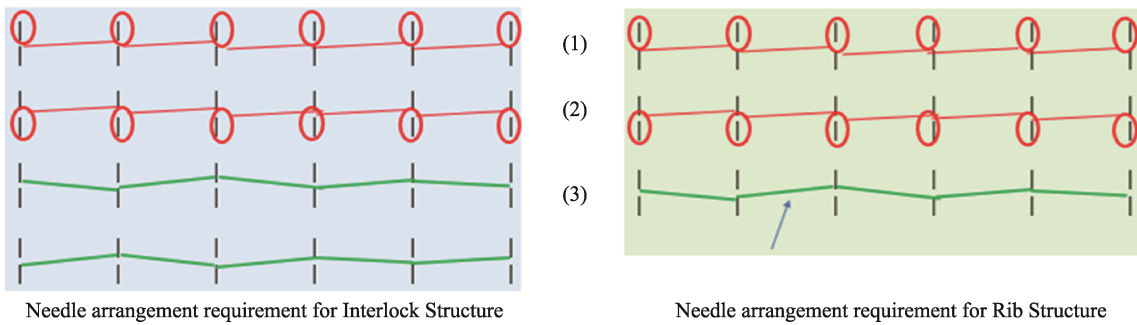 (1)
(2)
(3)
Needle arrangement requirement for Interlock Structure
Needle arrangement requirement for Rib Structure